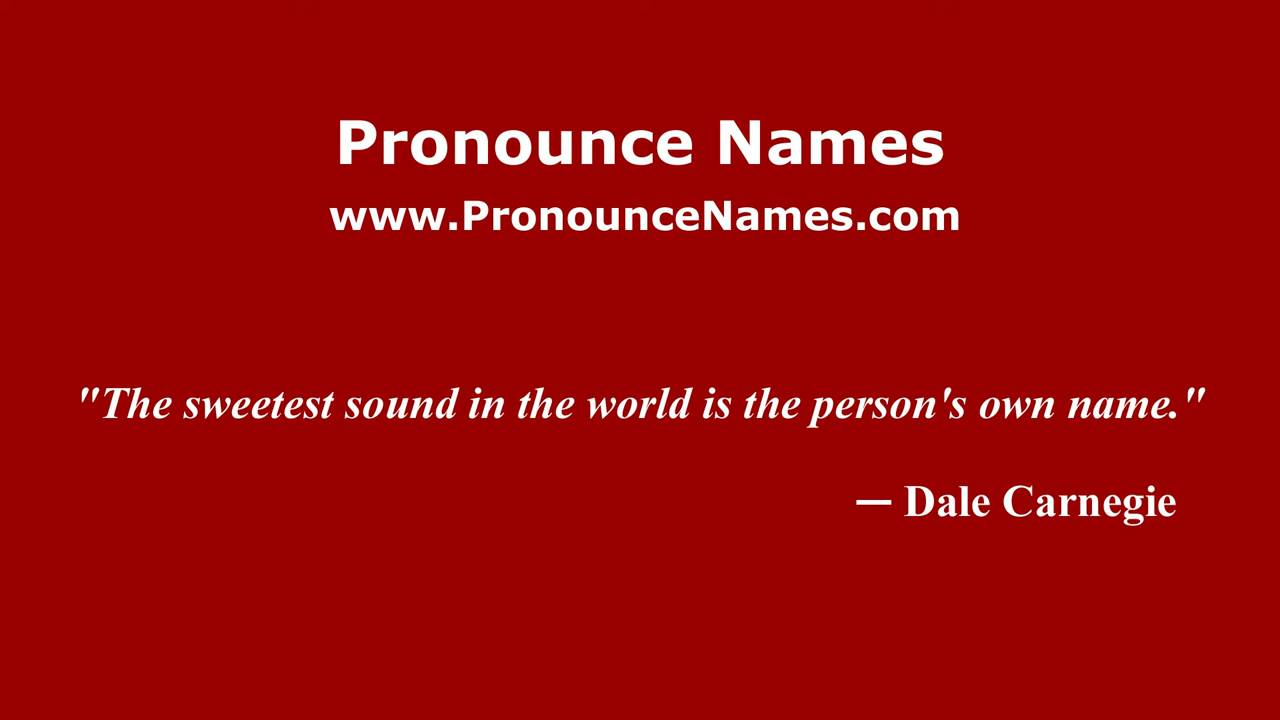 Pronounce Names
www.PronounceNames.com
"The sweetest sound in the world is the person's own name."
— Dale Carnegie